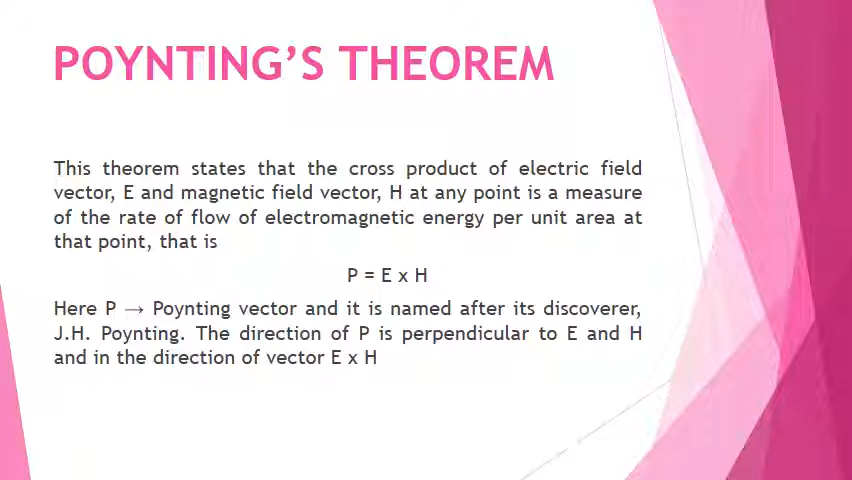 POYNTING’S THEOREM
This theorem states that the cross product of electric field
vector, E and magnetic field vector, H at any point is a measure
of the rate of flow of electromagnetic energy per unit area at
that point, that is
P = E x H
Here P → Poynting vector and it is named after its discoverer,
J.H. Poynting. The direction of P is perpendicular to E and H
and in the direction of vector E x H